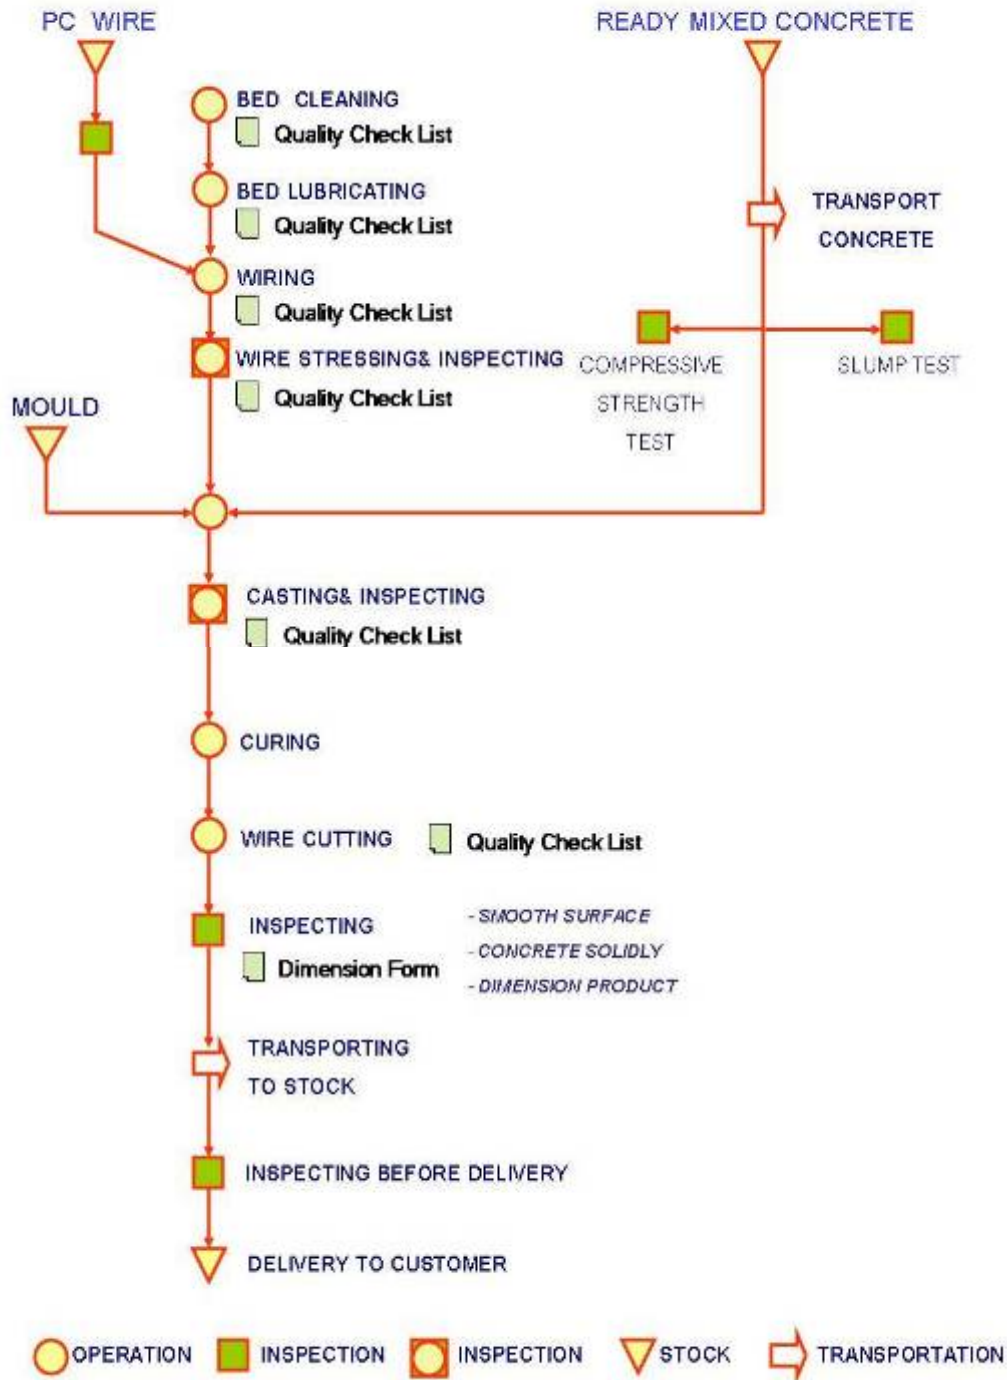 PC WIRE
READY MIXED CONCRETE
BED CLEANING
Quality Check List
BED LUBRICATING
Quality Check List
TRANSPORT
CONCRETE
WIRING
Quality Check List
WIRE STRESSING& INSPECTING
Quality Check List
COMPRESSIVE
STRENGTH
TEST
SLUMP TEST
MOULD
CASTING& INSPECTING
Quality Check List
CURING
WIRE CUTTING
Quality Check List
INSPECTING
Dimension Form
- SMOOTH SURFACE
- CONCRETE SOLIDLY
- DIMENSION PRODUCT
TRANSPORTING
TO STOCK
INSPECTING BEFORE DELIVERY
DELIVERY TO CUSTOMER
OPERATION INSPECTION INSPECTION STOCK TRANSPORTATION